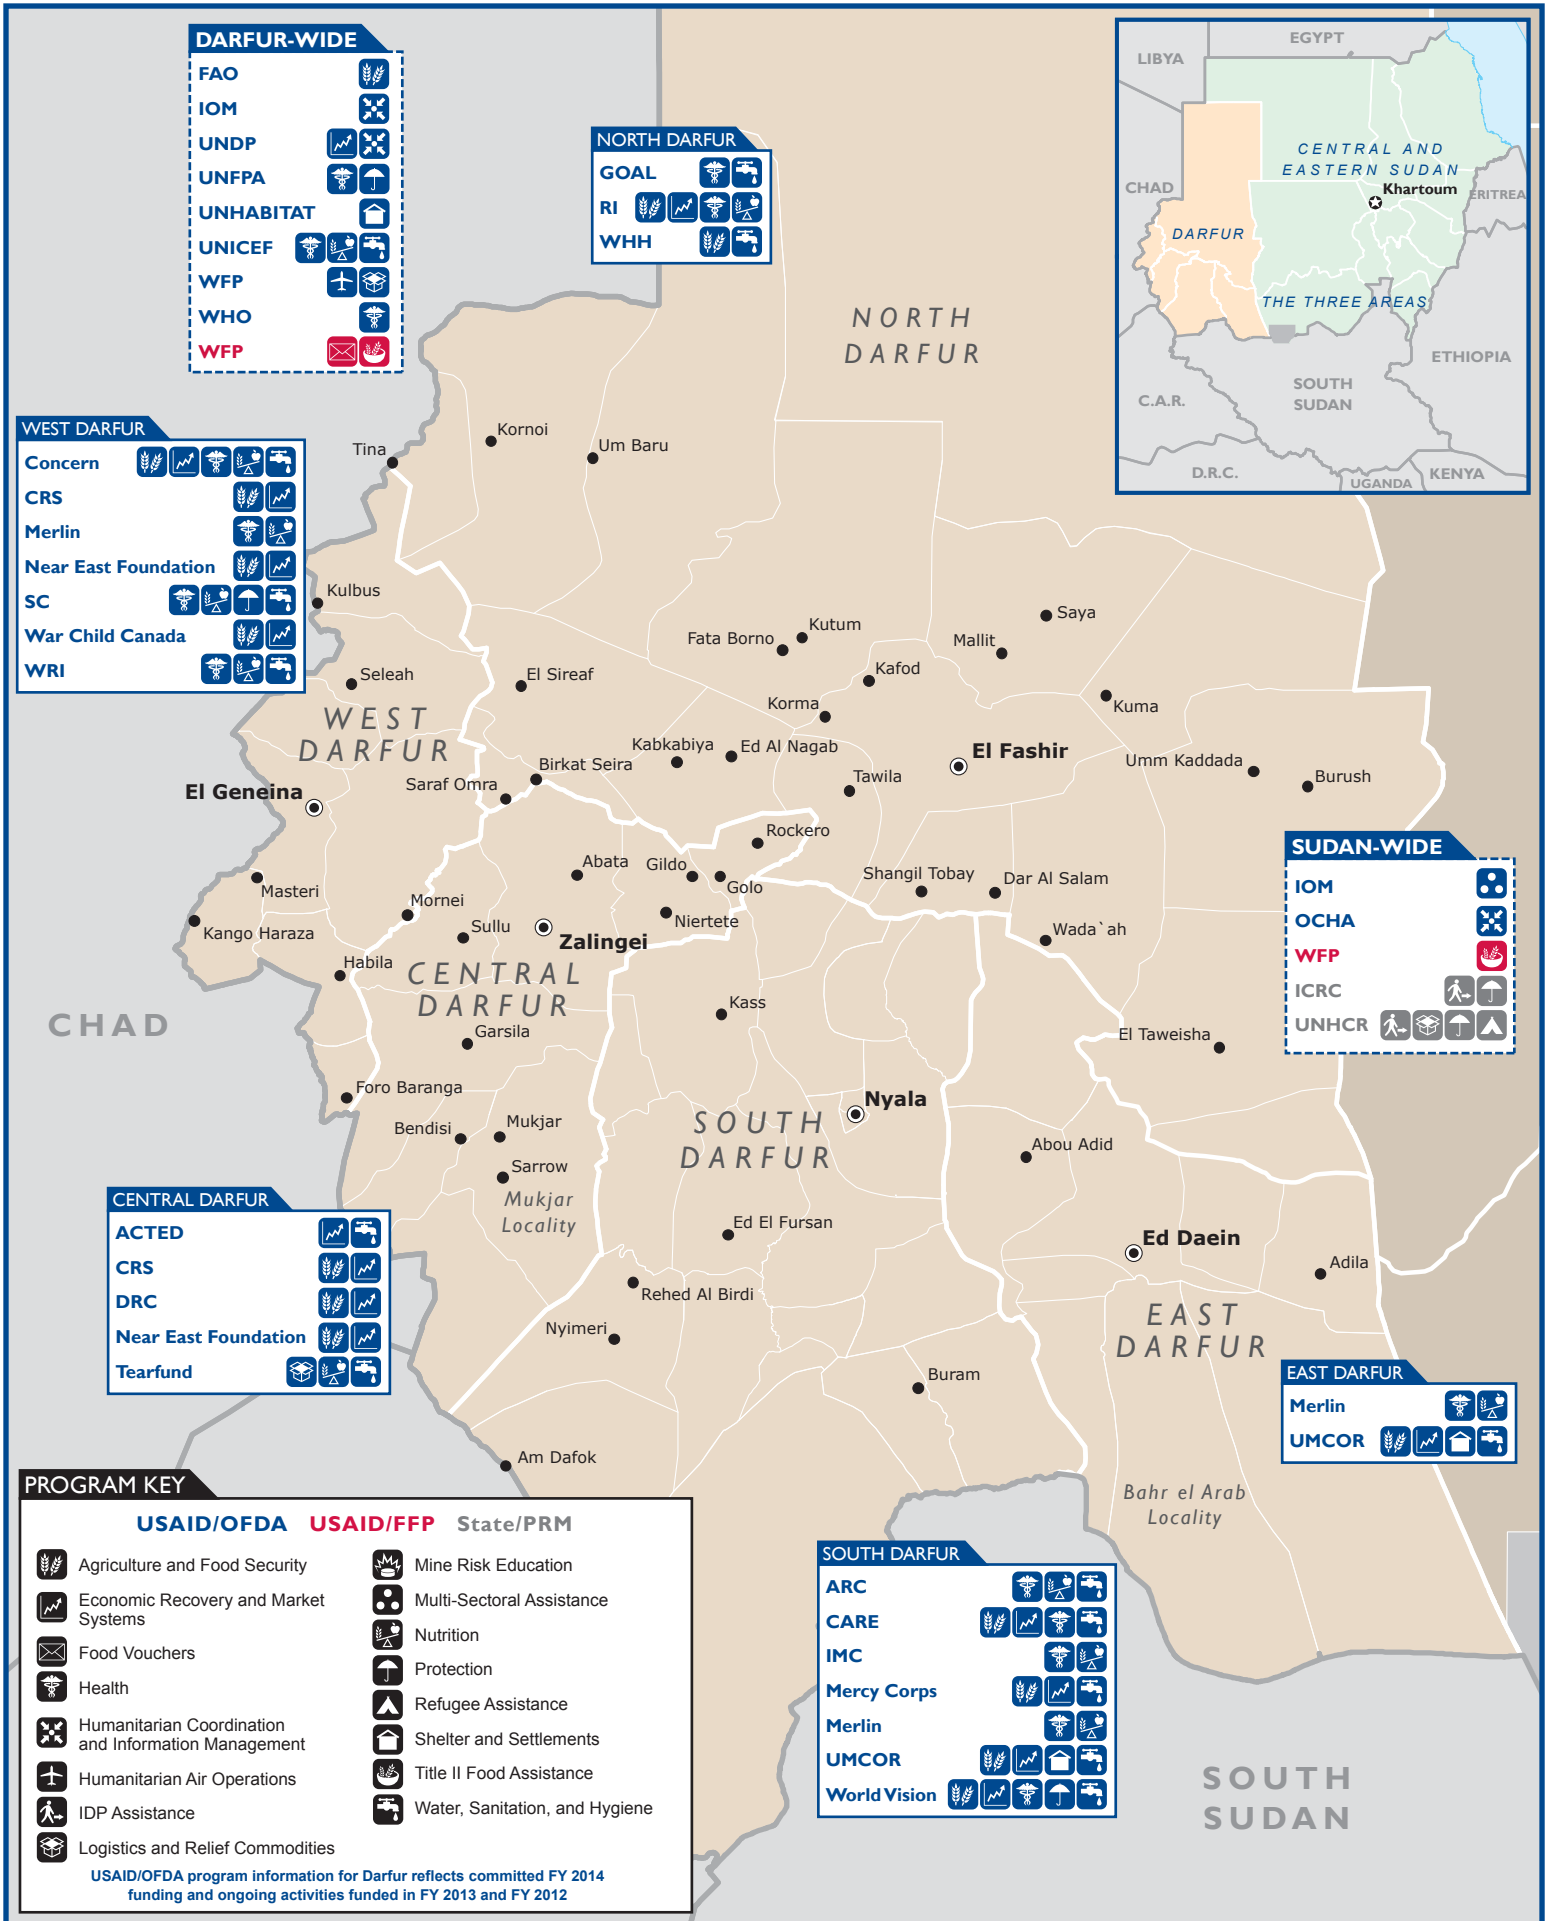 DARFUR-WIDE
FAO
IOM
UNDP
UNFPA
UNHABITAT
UNICEF
WFP
WHO
WFP
NORTH DARFUR
GOAL
RI
WHH
LIBYA
EGYPT
CHAD
CENTRAL AND
EASTERN SUDAN
Khartoum
ERITREA
DARFUR
THE THREE AREAS
ETHIOPIA
SOUTH
SUDAN
C.A.R.
D.R.C.
UGANDA
KENYA
NORTH
DARFUR
WEST DARFUR
Concern
CRS
Merlin
Near East Foundation
SC
War Child Canada
WRI
Tina
Kornoi
Um Baru
Kulbus
Seleah
El Sireaf
Fata Borno
Kutum
Saya
Mallit
Kafod
Korma
Kuma
WEST
DARFUR
Kabkabiya
Ed Al Nagab
El Fashir
Umm Kaddada
Burush
Birkat Seira
Saraf Omra
Tawila
El Geneina
Rockero
Abata
Gildo
Golo
Shangil Tobay
Dar Al Salam
Masteri
Mornei
Kango Haraza
Sullu
Zalingei
Niertete
Wada`ah
Habila
CENTRAL
DARFUR
Kass
Garsila
El Taweisha
CHAD
SUDAN-WIDE
IOM
OCHA
WFP
ICRC
UNHCR
Foro Baranga
Bendisi
Mukjar
Sarrow
Mukjar
Locality
SOUTH
DARFUR
Nyala
Abou Adid
Ed El Fursan
Ed Daein
Adila
Rehed Al Birdi
Nyimeri
EAST
DARFUR
Buram
Am Dafok
Bahr el Arab
Locality
CENTRAL DARFUR
ACTED
CRS
DRC
Near East Foundation
Tearfund
EAST DARFUR
Merlin
UMCOR
SOUTH DARFUR
ARC
CARE
IMC
Mercy Corps
Merlin
UMCOR
World Vision
SOUTH
SUDAN
PROGRAM KEY
USAID/OFDA USAID/FFP State/PRM
Agriculture and Food Security
Economic Recovery and Market
Systems
Food Vouchers
Health
Humanitarian Coordination
and Information Management
Humanitarian Air Operations
IDP Assistance
Logistics and Relief Commodities
Mine Risk Education
Multi-Sectoral Assistance
Nutrition
Protection
Refugee Assistance
Shelter and Settlements
Title II Food Assistance
Water, Sanitation, and Hygiene
USAID/OFDA program information for Darfur reflects committed FY 2014
funding and ongoing activities funded in FY 2013 and FY 2012